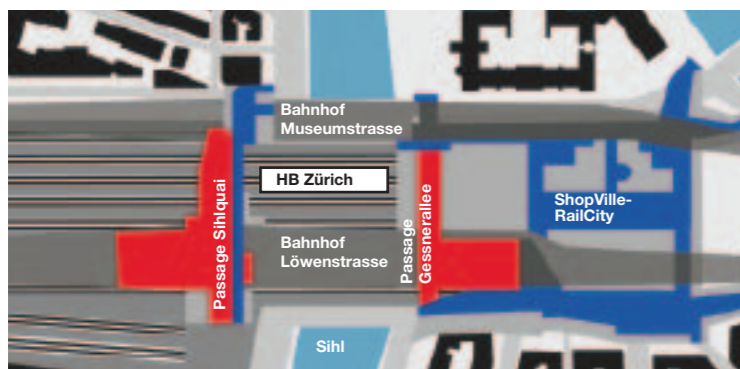 Bahnhof
Museumstrasse
HB Zürich
Passage Sihlquai
Passage
Gessnerallee
ShopVille-
RailCity
Bahnhof
Löwenstrasse
Sihl